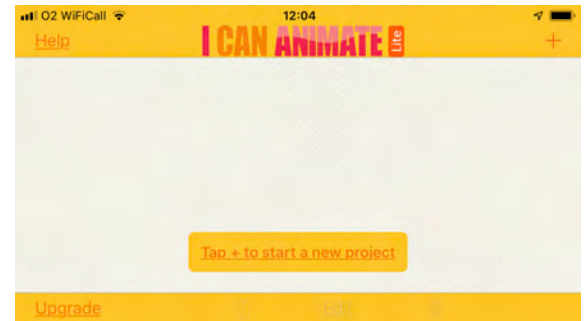 O2 WiFiCall 12:04
Help I CAN ANIMATE Lite +
Tap + to start a new project
Upgrade